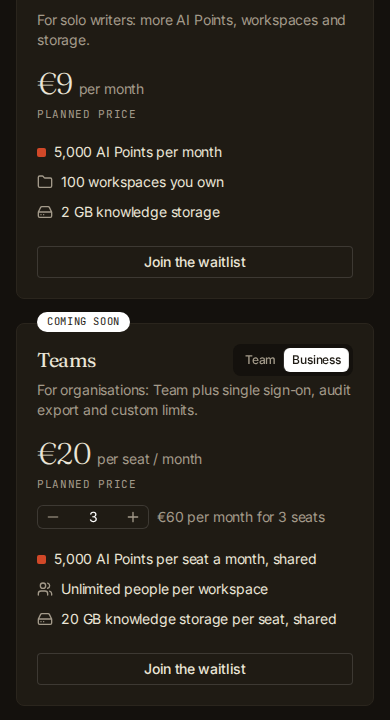 For solo writers: more AI Points, workspaces and
storage.
€9 per month
PLANNED PRICE
5,000 AI Points per month
100 workspaces you own
2 GB knowledge storage
Join the waitlist
COMING SOON
Teams
Team Business
For organisations: Team plus single sign-on, audit
export and custom limits.
€20 per seat / month
PLANNED PRICE
− 3 + €60 per month for 3 seats
5,000 AI Points per seat a month, shared
Unlimited people per workspace
20 GB knowledge storage per seat, shared
Join the waitlist